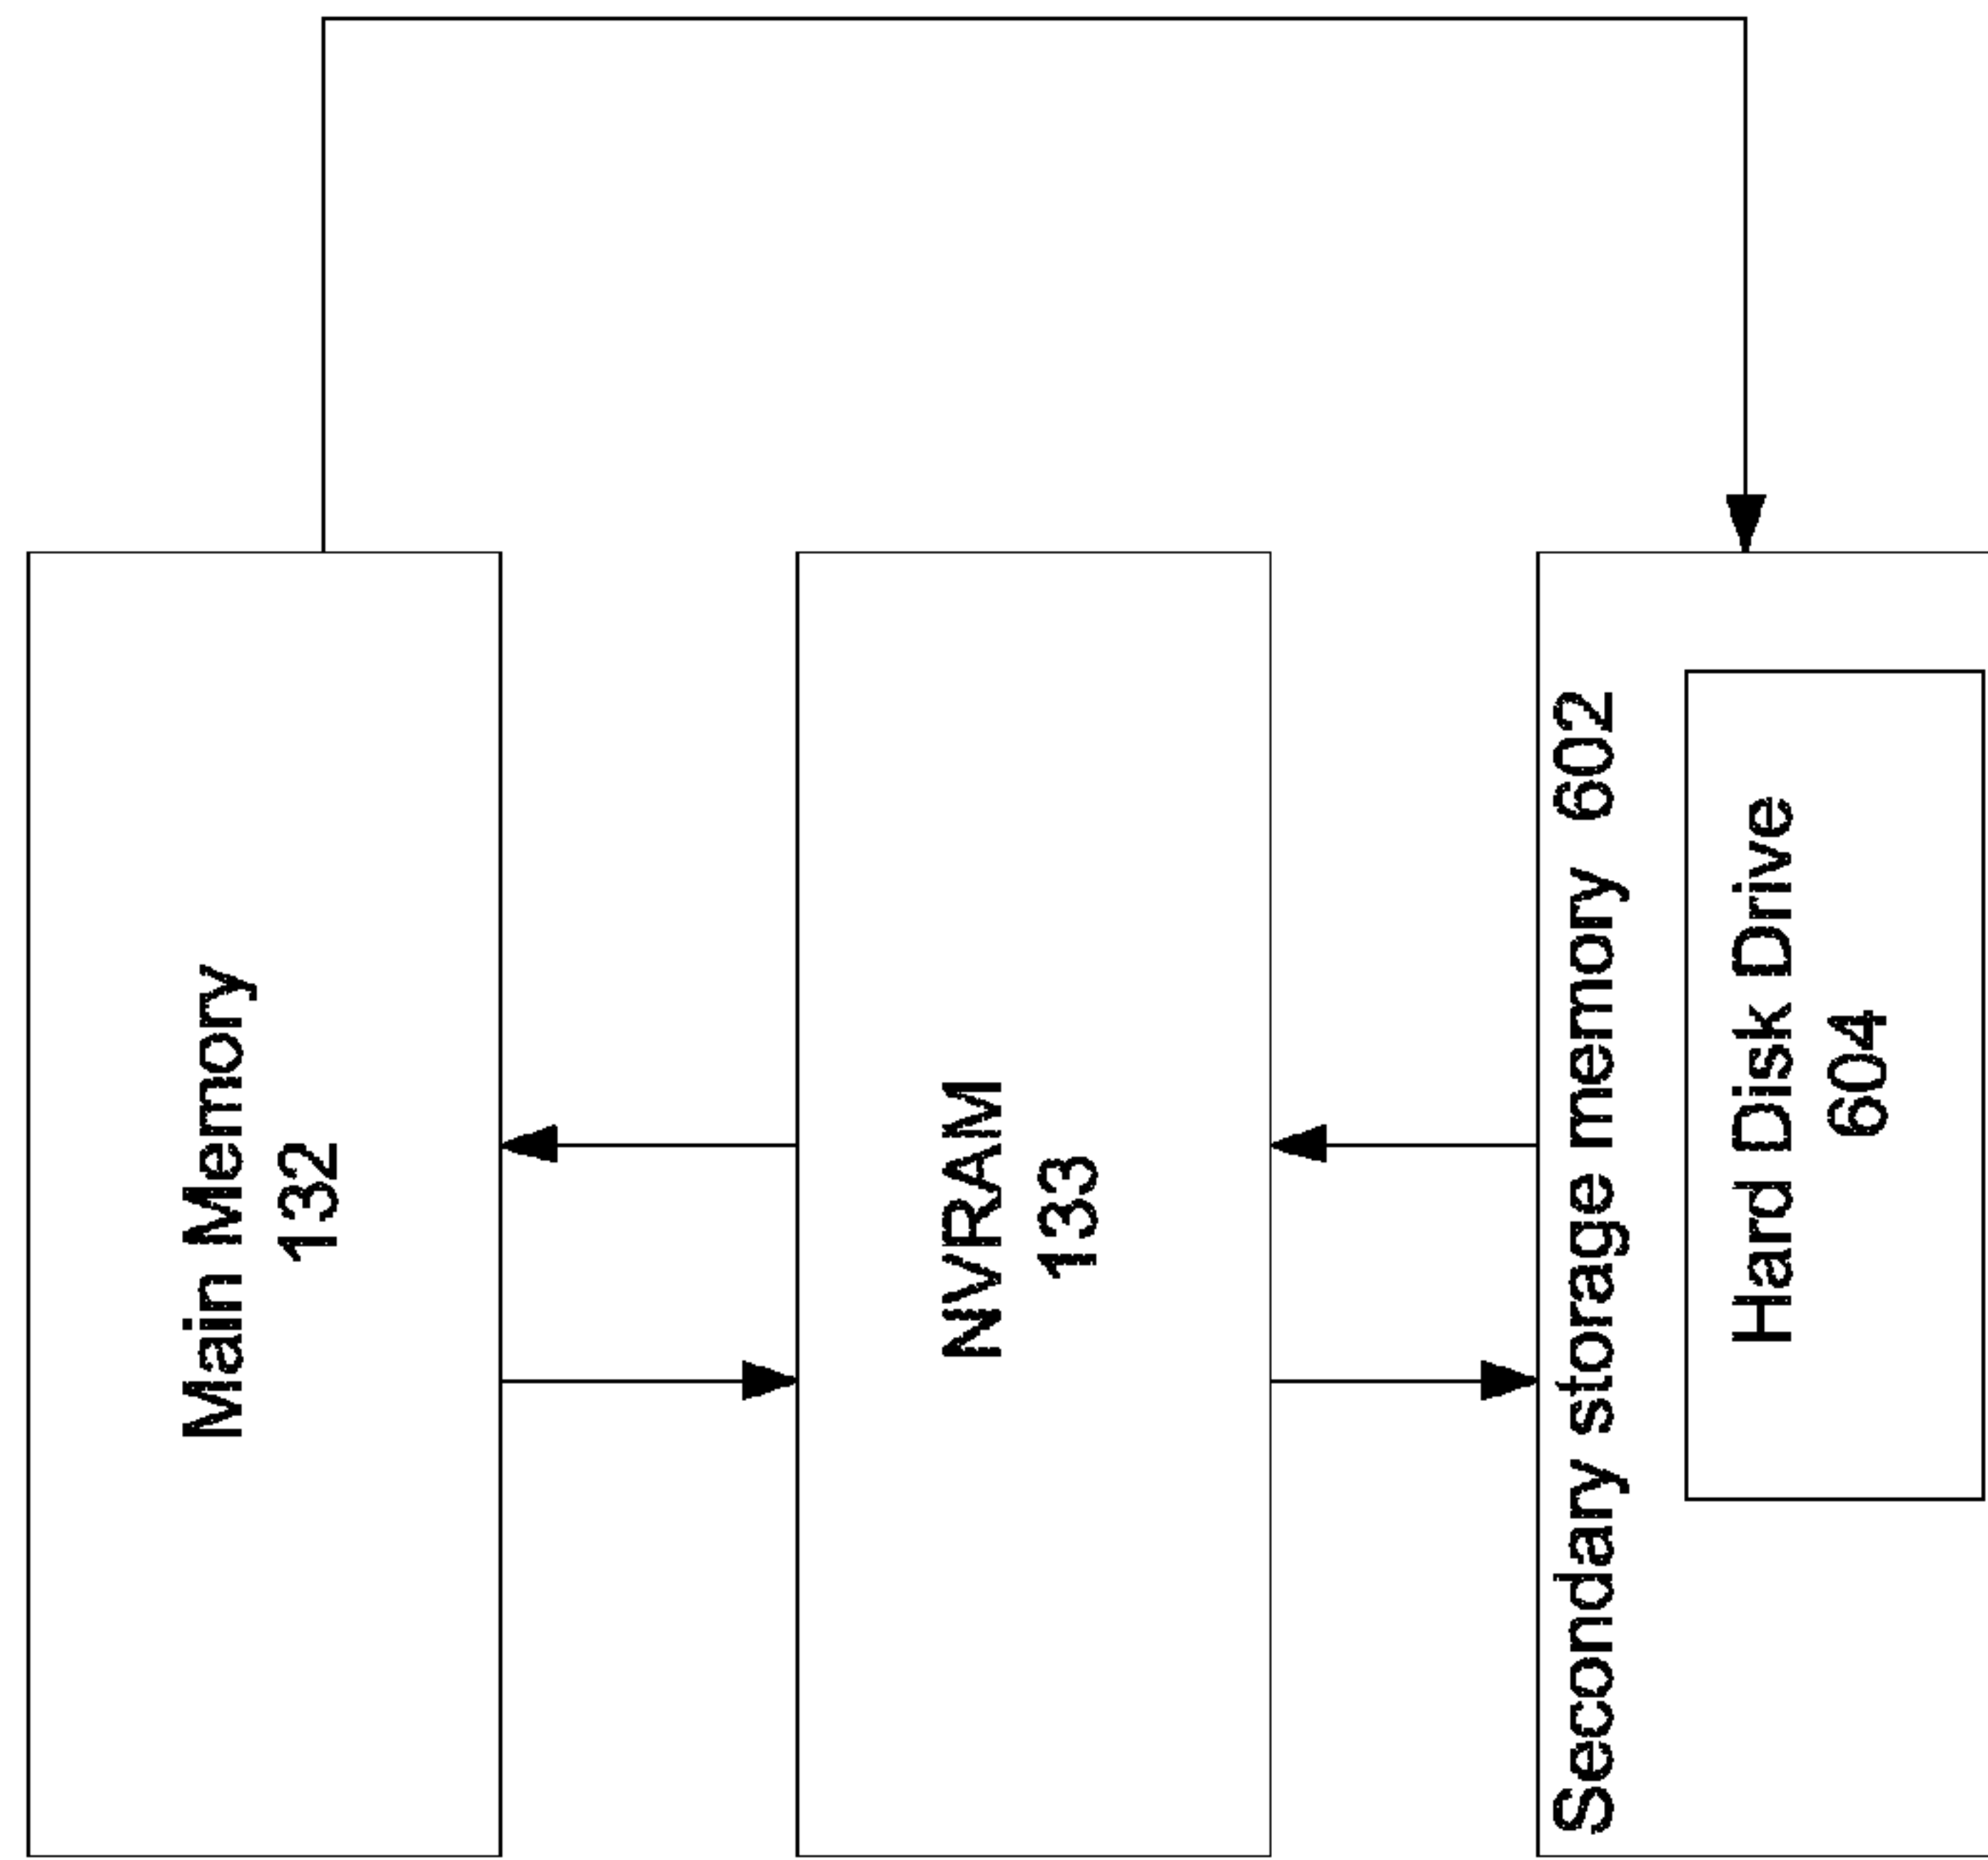 Main Memory
132
NVRAM
133
Secondary storage memory 602
Hard Disk Drive
604